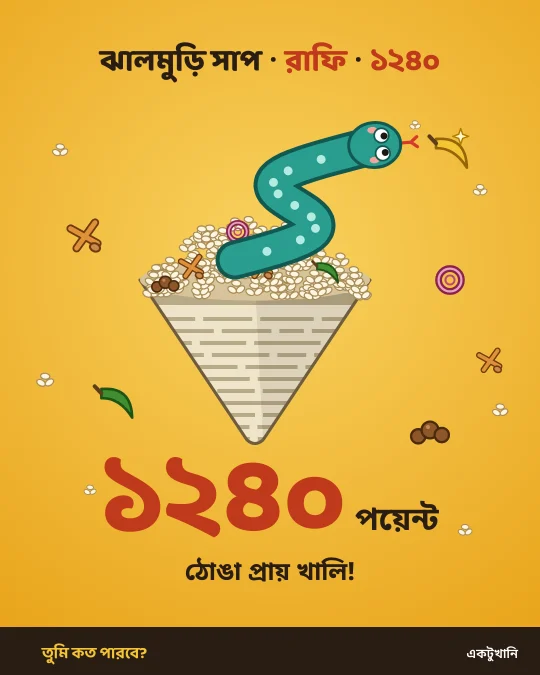 ঝালমুড়ি সাপ · রাফি · ১২৪০
১২৪০ পয়েন্ট
ঠোঙা প্রায় খালি!
তুমি কত পারবে?
একটুখানি